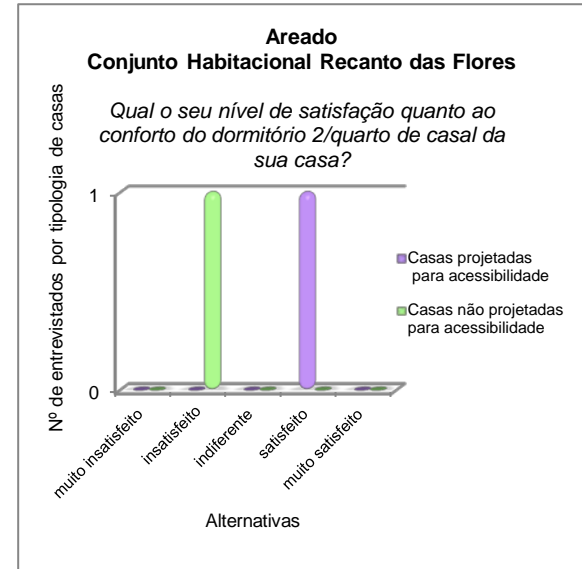 Areado
Conjunto Habitacional Recanto das Flores
Qual o seu nível de satisfação quanto ao
conforto do dormitório 2/quarto de casal da
sua casa?
Nº de entrevistados por tipologia de casas
1
0
muito insatisfeito
insatisfeito
indiferente
satisfeito
muito satisfeito
Alternativas
Casas projetadas
para acessibilidade
Casas não projetadas
para acessibilidade